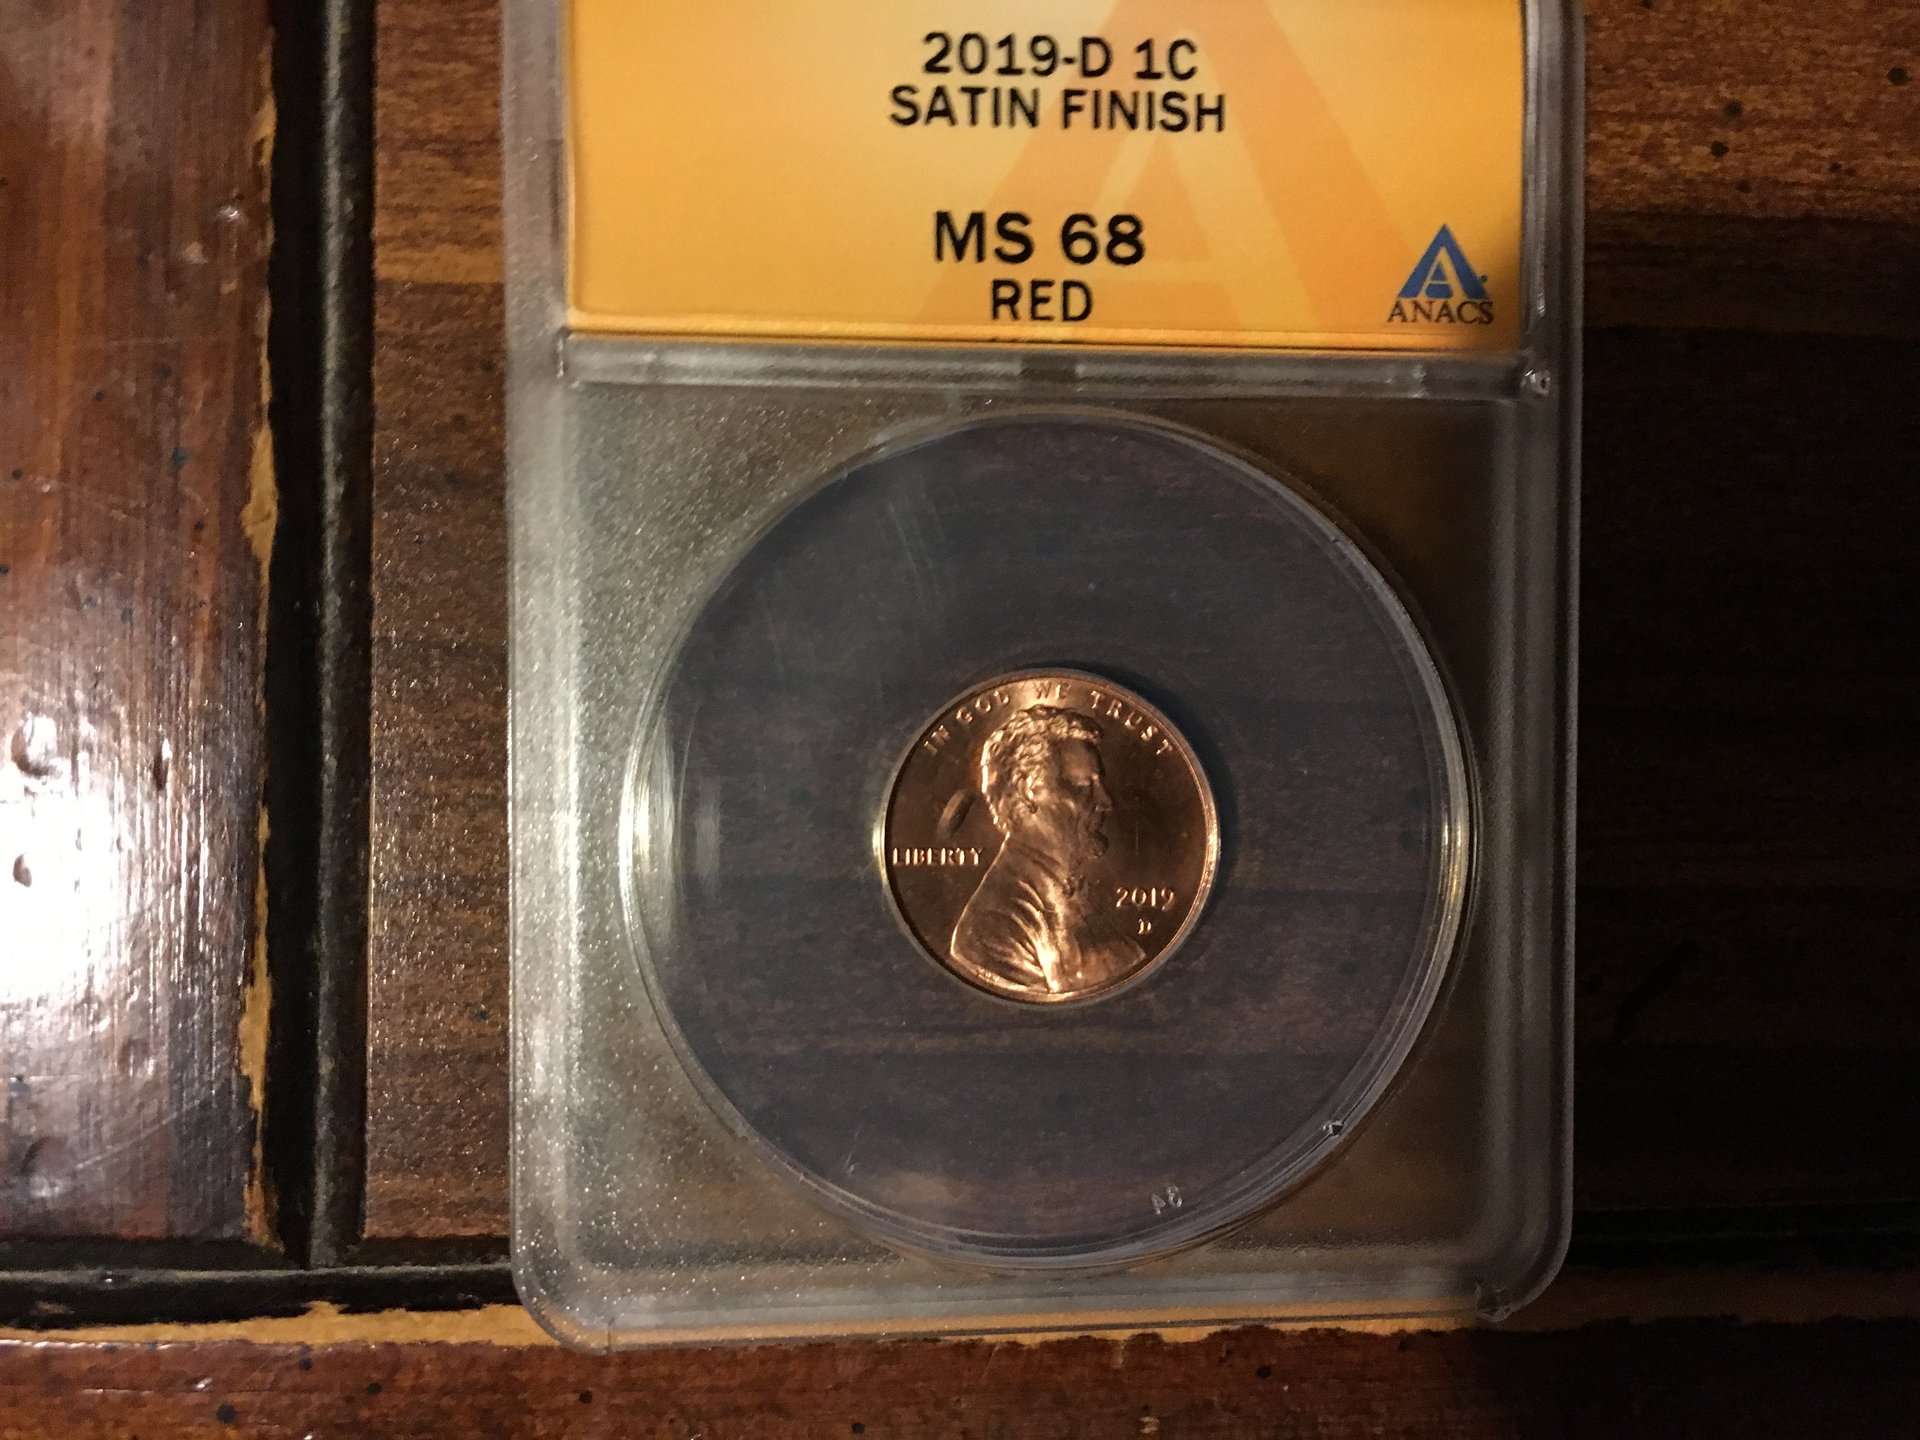 2019-D 1C
SATIN FINISH
MS 68
RED
ANACS
IN GOD WE TRUST
LIBERTY
2019
D